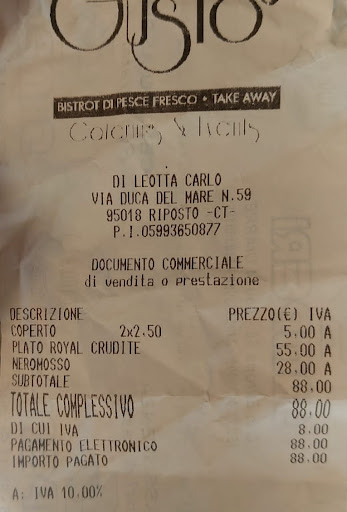 Gusto
BISTROT DI PESCE FRESCO • TAKE AWAY
Catering & Events
DI LEOTTA CARLO
VIA DUCA DEL MARE N.59
95018 RIPOSTO -CT-
P.I.05993650877
DOCUMENTO COMMERCIALE
di vendita o prestazione
DESCRIZIONE PREZZO(€) IVA
COPERTO 2x2.50 5.00 A
PLATO ROYAL CRUDITE 55.00 A
NEROMOSSO 28.00 A
SUBTOTALE 88.00
TOTALE COMPLESSIVO 88.00
DI CUI IVA 8.00
PAGAMENTO ELETTRONICO 88.00
IMPORTO PAGATO 88.00
A: IVA 10.00%